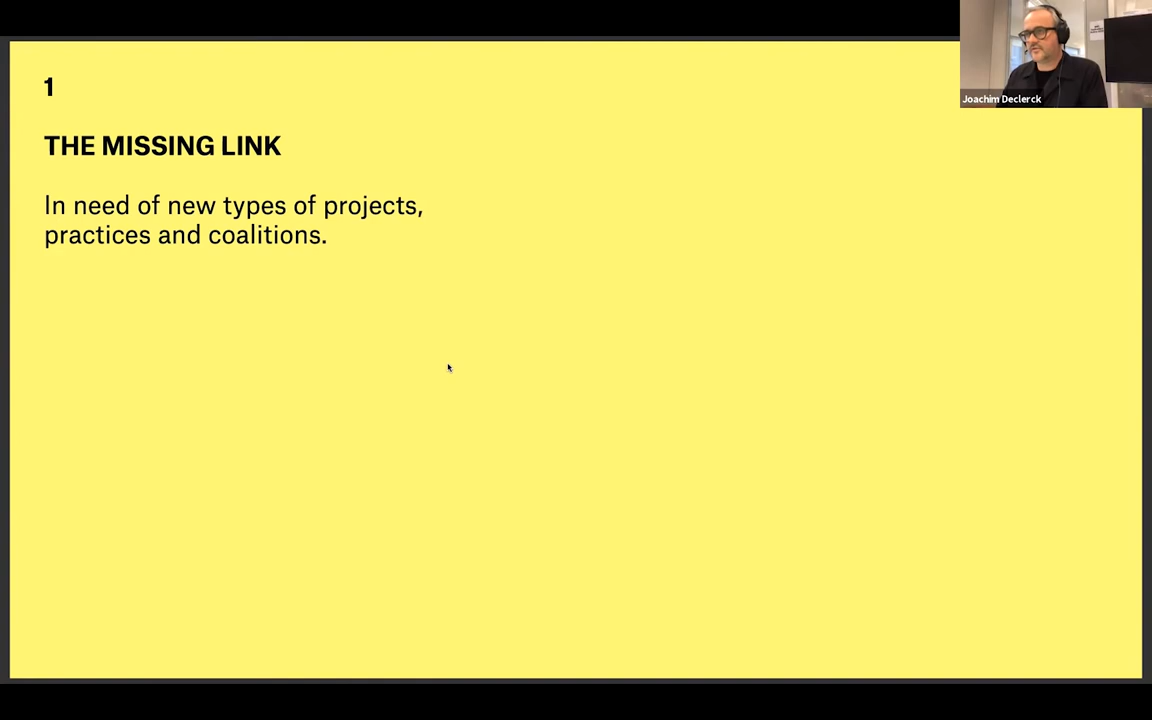 1
THE MISSING LINK
In need of new types of projects,
practices and coalitions.
Joachim Declerck